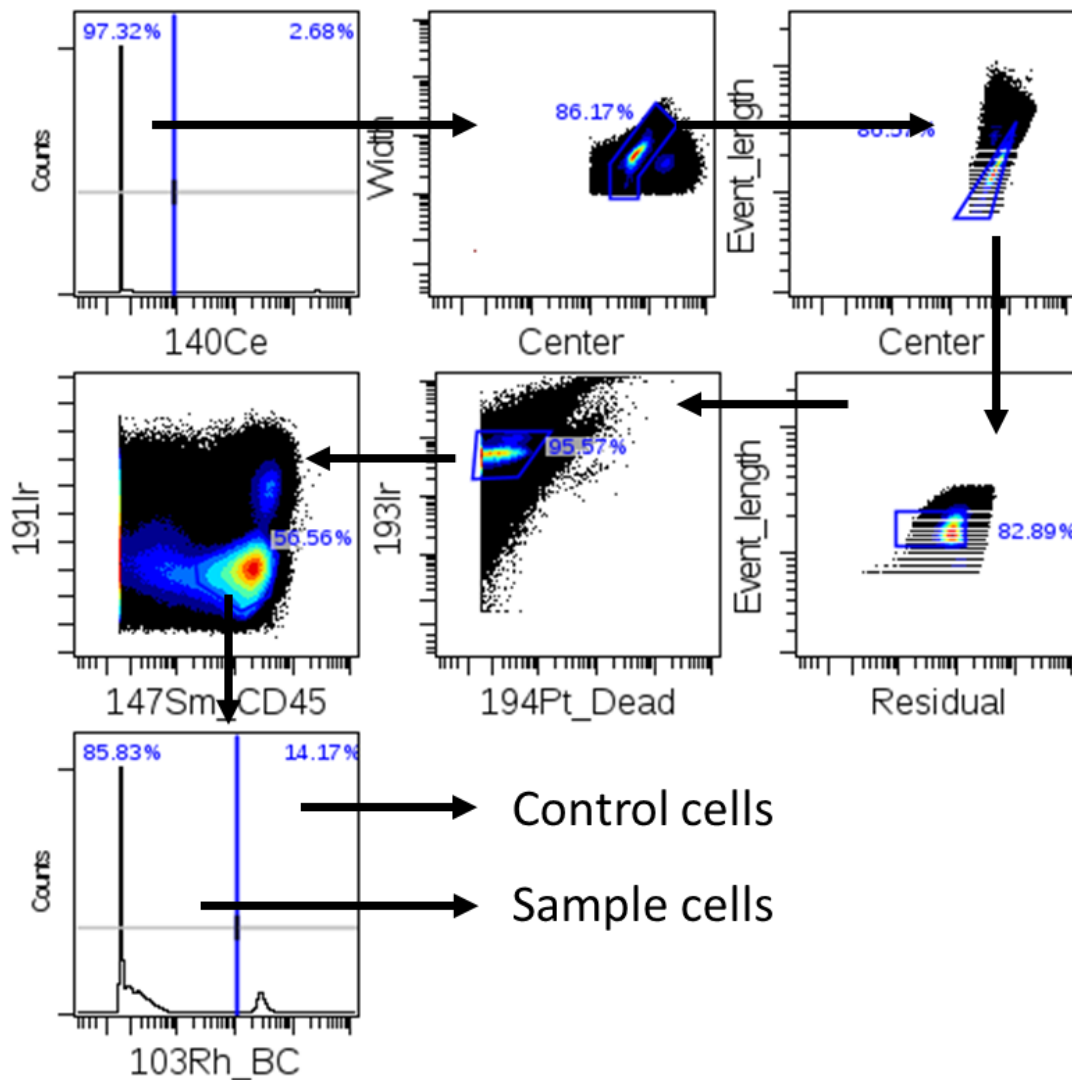 97.32% 2.68%
Counts
140Ce
86.17%
Width
Center
Event_length
Center
191Ir
56.56%
147Sm_CD45
193Ir
95.57%
194Pt_Dead
Event_length
82.89%
Residual
85.83% 14.17%
Counts
103Rh_BC
Control cells
Sample cells